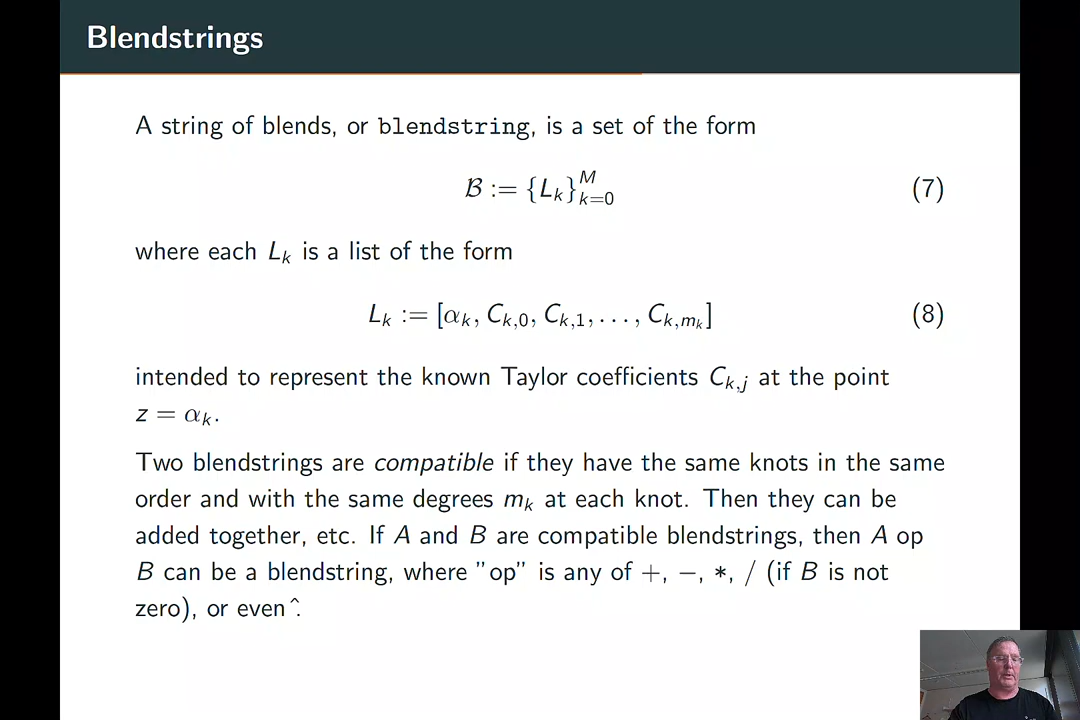 Blendstrings
A string of blends, or blendstring, is a set of the form
ℬ := {L_k}_{k=0}^{M} (7)
where each L_k is a list of the form
L_k := [α_k, C_{k,0}, C_{k,1}, . . . , C_{k,m_k}] (8)
intended to represent the known Taylor coefficients C_{k,j} at the point
z = α_k.
Two blendstrings are compatible if they have the same knots in the same
order and with the same degrees m_k at each knot. Then they can be
added together, etc. If A and B are compatible blendstrings, then A op
B can be a blendstring, where ”op” is any of +, −, *, / (if B is not
zero), or even ^.